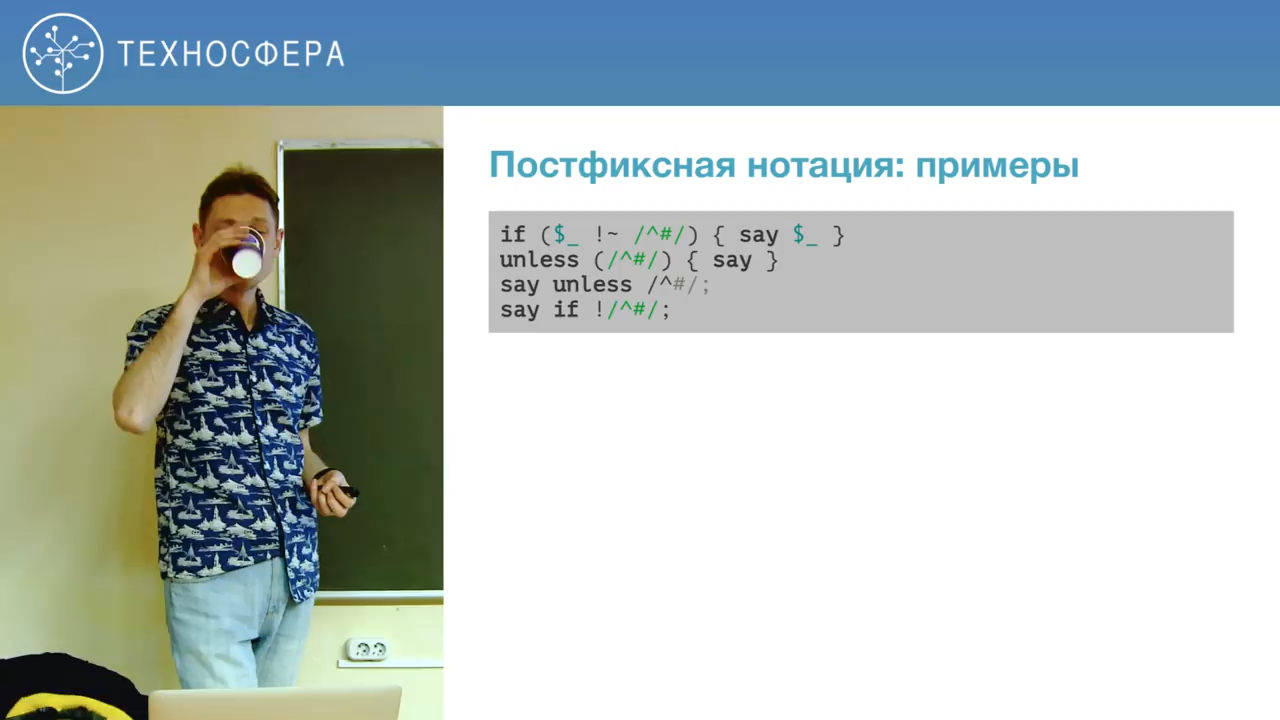 ТЕХНОСФЕРА
Постфиксная нотация: примеры
if ($_ !~ /^#/) { say $_ }
unless (/^#/) { say }
say unless /^#/;
say if !/^#/;